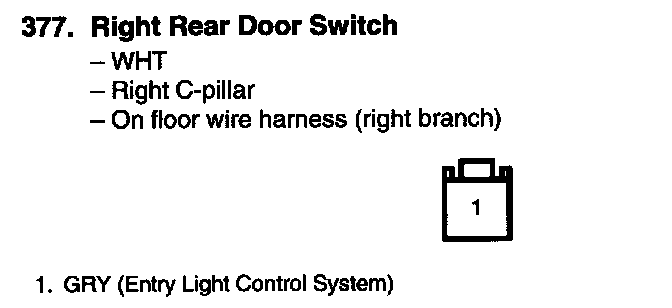 377. Right Rear Door Switch
– WHT
– Right C-pillar
– On floor wire harness (right branch)
1
1. GRY (Entry Light Control System)